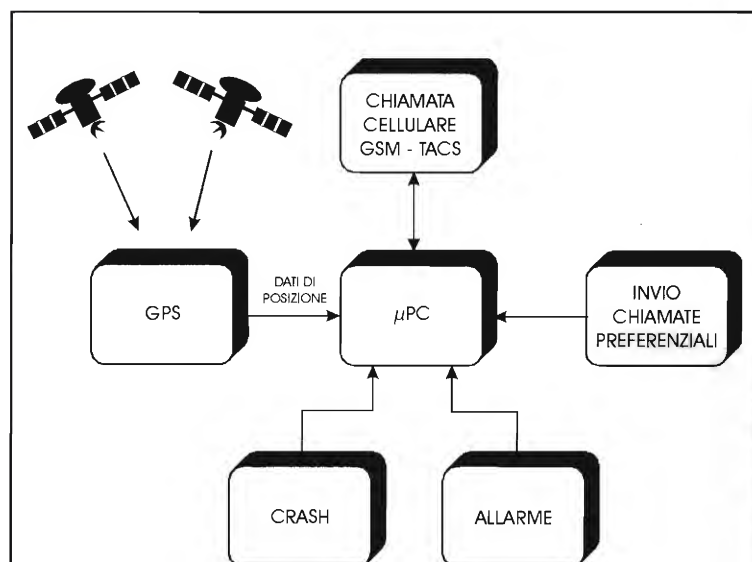 CHIAMATA
CELLULARE
GSM - TACS
DATI DI
POSIZIONE
GPS
µPC
INVIO
CHIAMATE
PREFERENZIALI
CRASH
ALLARME